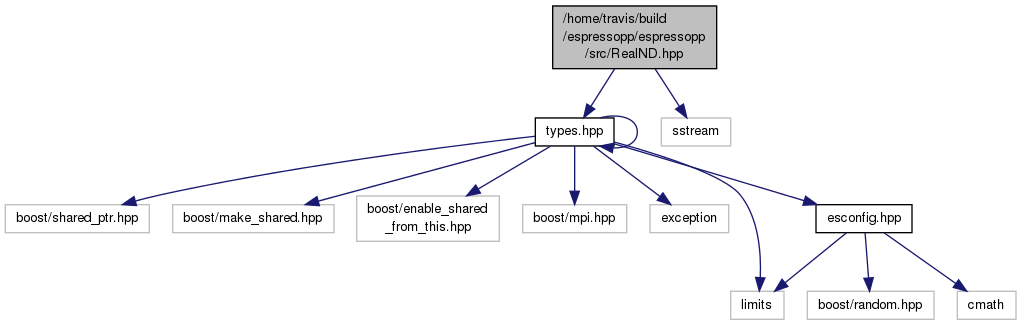 /home/travis/build
/espressopp/espressopp
/src/RealND.hpp
types.hpp
sstream
boost/shared_ptr.hpp
boost/make_shared.hpp
boost/enable_shared
_from_this.hpp
boost/mpi.hpp
exception
esconfig.hpp
limits
boost/random.hpp
cmath